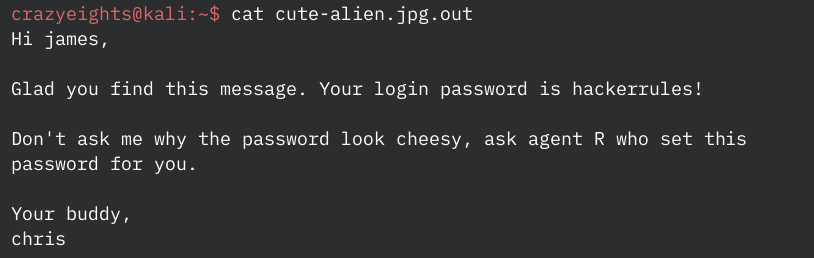 crazyeights@kali:~$ cat cute-alien.jpg.out
Hi james,
Glad you find this message. Your login password is hackerrules!
Don't ask me why the password look cheesy, ask agent R who set this
password for you.
Your buddy,
chris